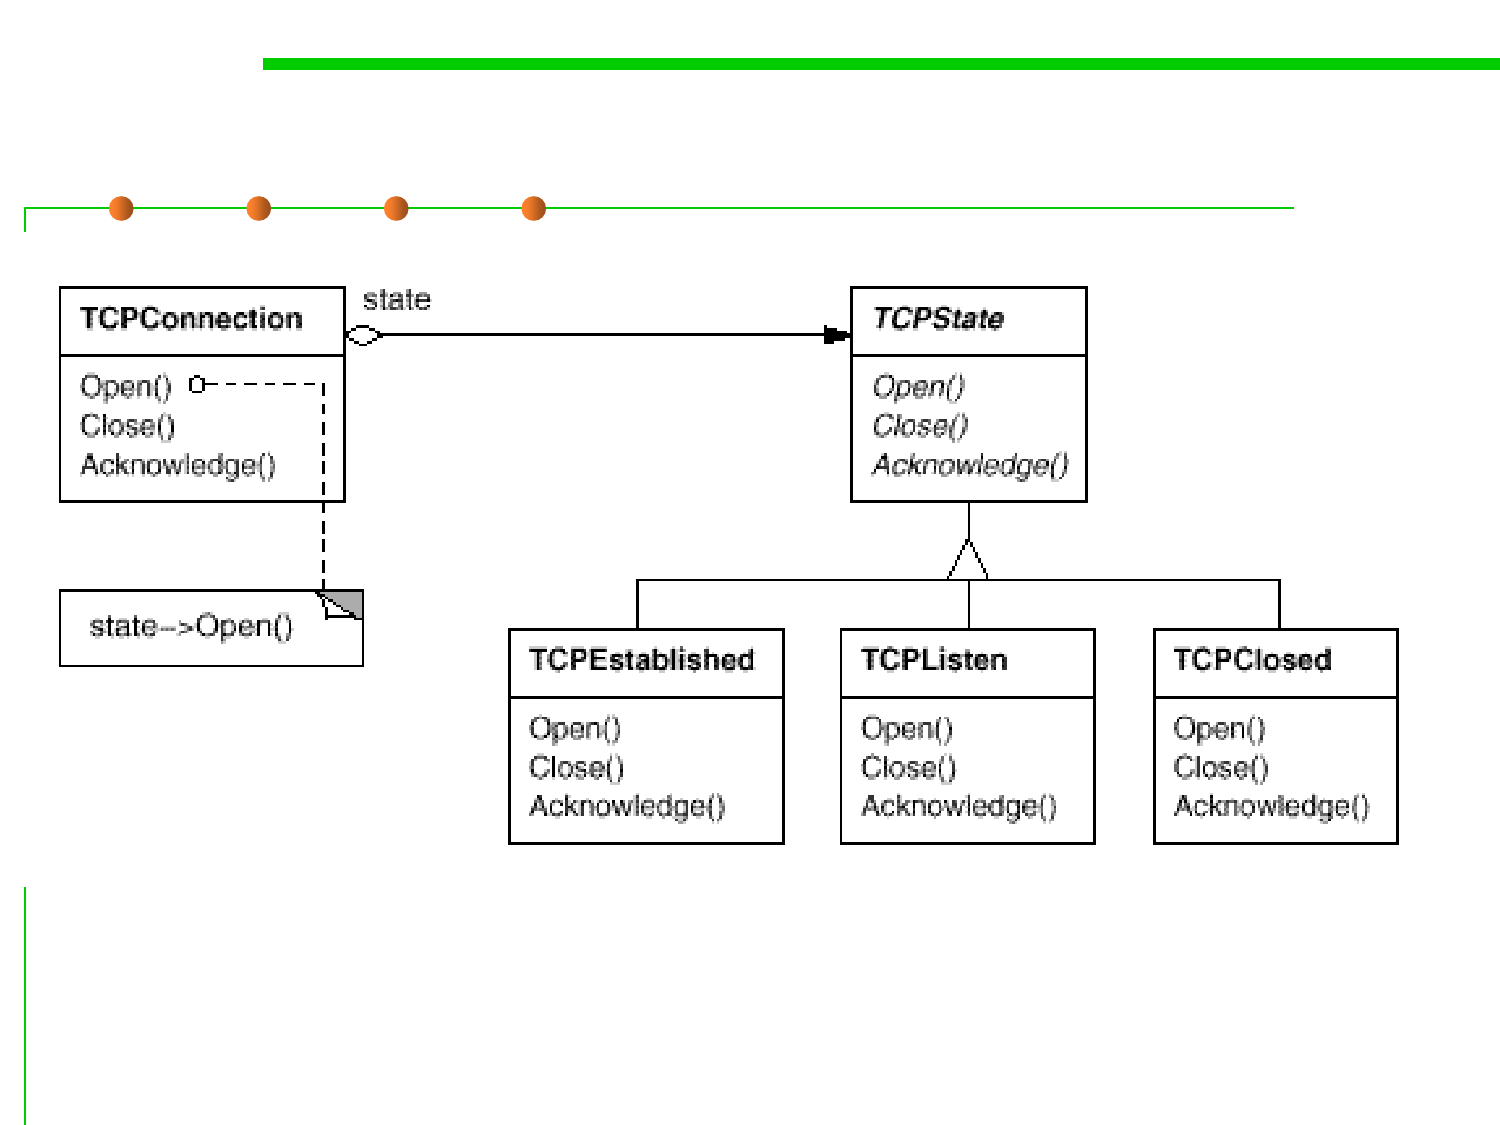 state
TCPConnection
Open()
Close()
Acknowledge()
state-->Open()
TCPState
Open()
Close()
Acknowledge()
TCPEstablished
Open()
Close()
Acknowledge()
TCPListen
Open()
Close()
Acknowledge()
TCPClosed
Open()
Close()
Acknowledge()